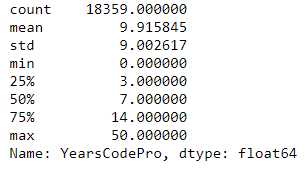 count    18359.000000
mean         9.915845
std          9.002617
min          0.000000
25%          3.000000
50%          7.000000
75%         14.000000
max         50.000000
Name: YearsCodePro, dtype: float64